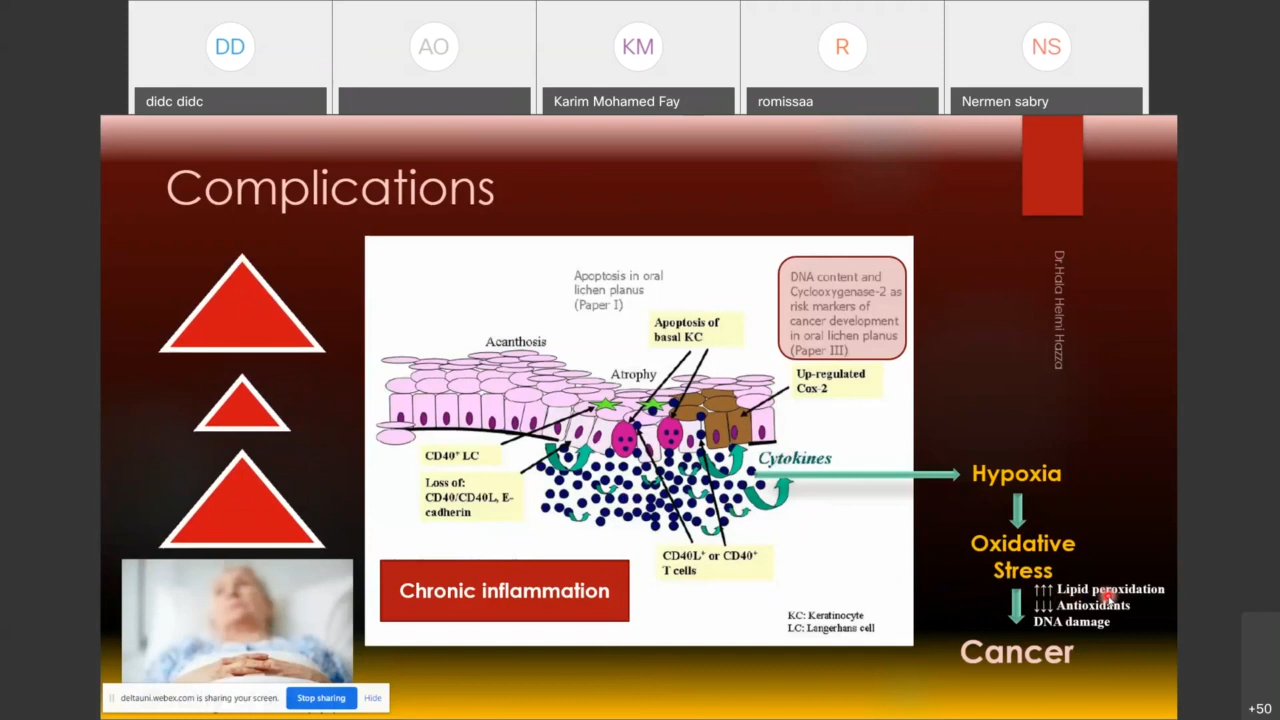 DD
AO
KM
R
NS
didc didc
Karim Mohamed Fay
romissaa
Nermen sabry
Complications
Dr.Hala Helmi Hazza
Apoptosis in oral
lichen planus
(Paper I)
DNA content and
Cyclooxygenase-2 as
risk markers of
cancer development
in oral lichen planus
(Paper III)
Apoptosis of
basal KC
Acanthosis
Atrophy
Up-regulated
Cox-2
CD40⁺ LC
Cytokines
Loss of:
CD40/CD40L, E-
cadherin
CD40L⁺ or CD40⁺
T cells
Chronic inflammation
KC: Keratinocyte
LC: Langerhans cell
Hypoxia
Oxidative
Stress
↑↑↑ Lipid peroxidation
↓↓↓ Antioxidants
DNA damage
Cancer
deltauni.webex.com is sharing your screen.
Stop sharing
Hide
+50